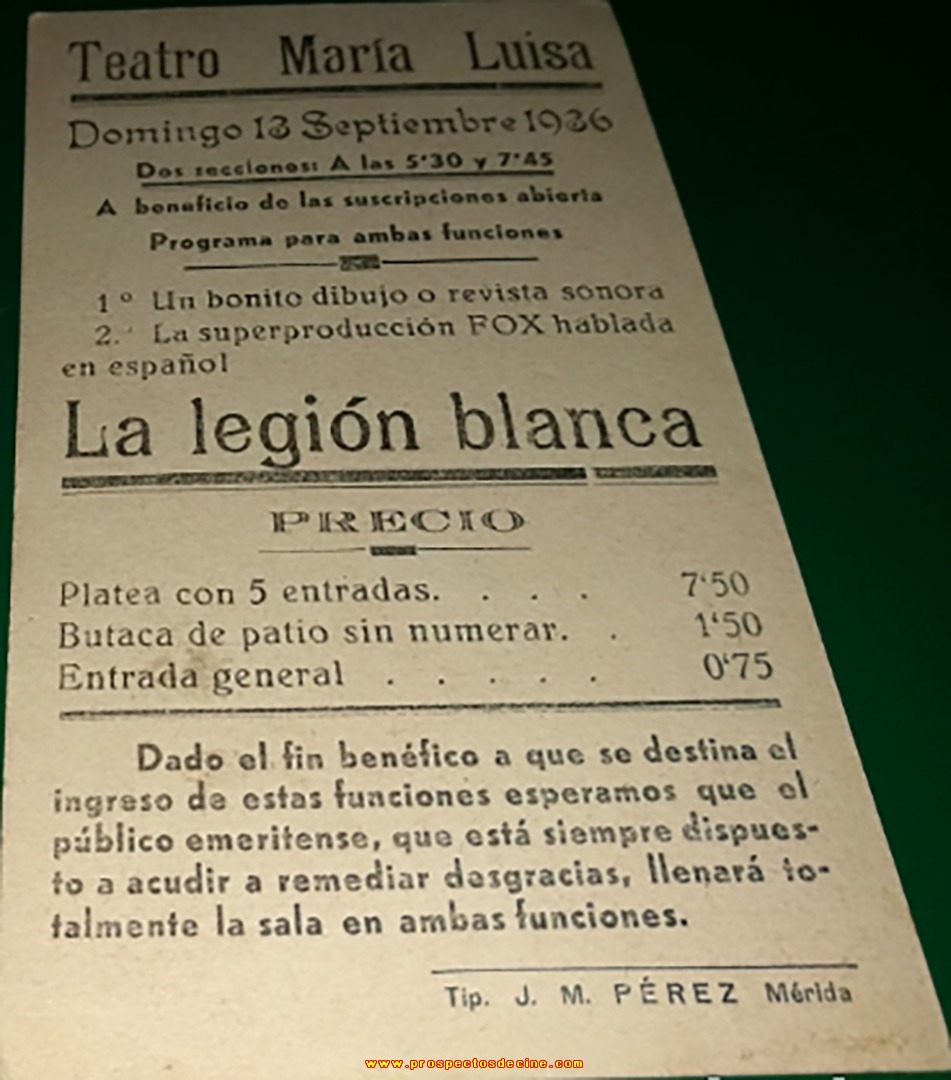 Teatro María Luisa
Domingo 13 Septiembre 1936
Dos secciones: A las 5'30 y 7'45
A beneficio de las suscripciones abierta
Programa para ambas funciones
1º Un bonito dibujo o revista sonora
2.º La superproducción FOX hablada
en español
La legión blanca
PRECIO
Platea con 5 entradas. . . . 7'50
Butaca de patio sin numerar. . 1'50
Entrada general . . . . . 0'75
Dado el fin benéfico a que se destina el
ingreso de estas funciones esperamos que el
público emeritense, que está siempre dispues-
to a acudir a remediar desgracias, llenará to-
talmente la sala en ambas funciones.
Tip. J. M. PÉREZ Mérida
www.prospectosdecine.com